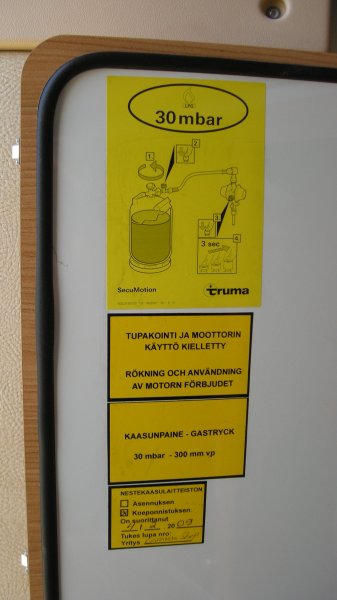 LPG
30 mbar
1.
2.
3.
3 sec
4.
SecuMotion
truma
TUPAKOINTI JA MOOTTORIN
KÄYTTÖ KIELLETTY
RÖKNING OCH ANVÄNDNING
AV MOTORN FÖRBJUDET
KAASUNPAINE - GASTRYCK
30 mbar - 300 mm vp
NESTEKAASULAITTEISTON
Asennuksen
Koeponnistuksen.
On suorittanut
20 09
Tukes lupa nro:
Yritys